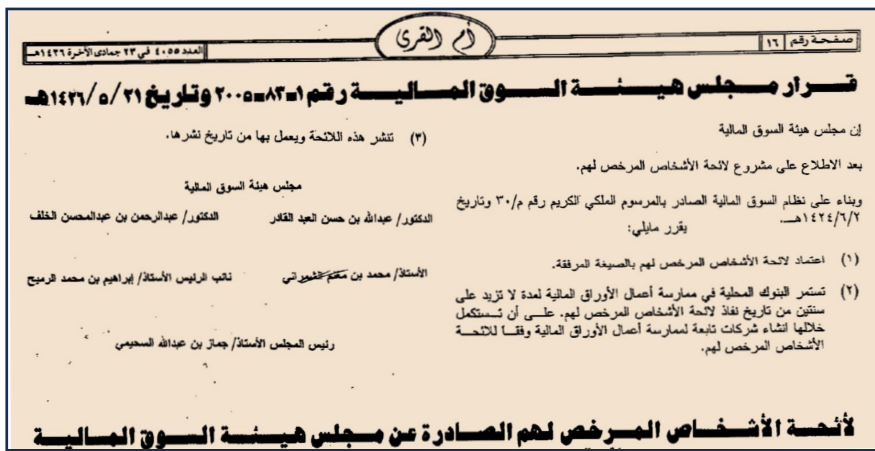 صفحة رقم ١٦
أم القرى
العدد ٤٠٥٥ في ٢٣ جمادى الآخرة ١٤٢٦هـ
قرار مجلس هيئة السوق المالية رقم ١-٨٣-٢٠٠٥ وتاريخ ١٤٢٦/٥/٢١هـ
إن مجلس هيئة السوق المالية
بعد الاطلاع على مشروع لائحة الأشخاص المرخص لهم.
وبناء على نظام السوق المالية الصادر بالمرسوم الملكي الكريم رقم م/٣٠ وتاريخ
١٤٢٤/٦/٢هـ.
يقرر مايلي:
(١) اعتماد لائحة الأشخاص المرخص لهم بالصيغة المرفقة.
(٢) تستمر البنوك المحلية في ممارسة أعمال الأوراق المالية لمدة لا تزيد على
سنتين من تاريخ نفاذ لائحة الأشخاص المرخص لهم. على أن تستكمل
خلالها انشاء شركات تابعة لممارسة أعمال الأوراق المالية وفقا للائحة
الأشخاص المرخص لهم.
(٣) تنشر هذه اللائحة ويعمل بها من تاريخ نشرها.
مجلس هيئة السوق المالية
الدكتور/ عبدالله بن حسن العبد القادر
الدكتور/ عبدالرحمن بن عبدالمحسن الخلف
الأستاذ/ محمد بن
نائب الرئيس الأستاذ/ إبراهيم بن محمد الرميح
رئيس المجلس الأستاذ/ جماز بن عبدالله السحيمي
لائحة الأشخاص المرخص لهم الصادرة عن مجلس هيئة السوق المالية